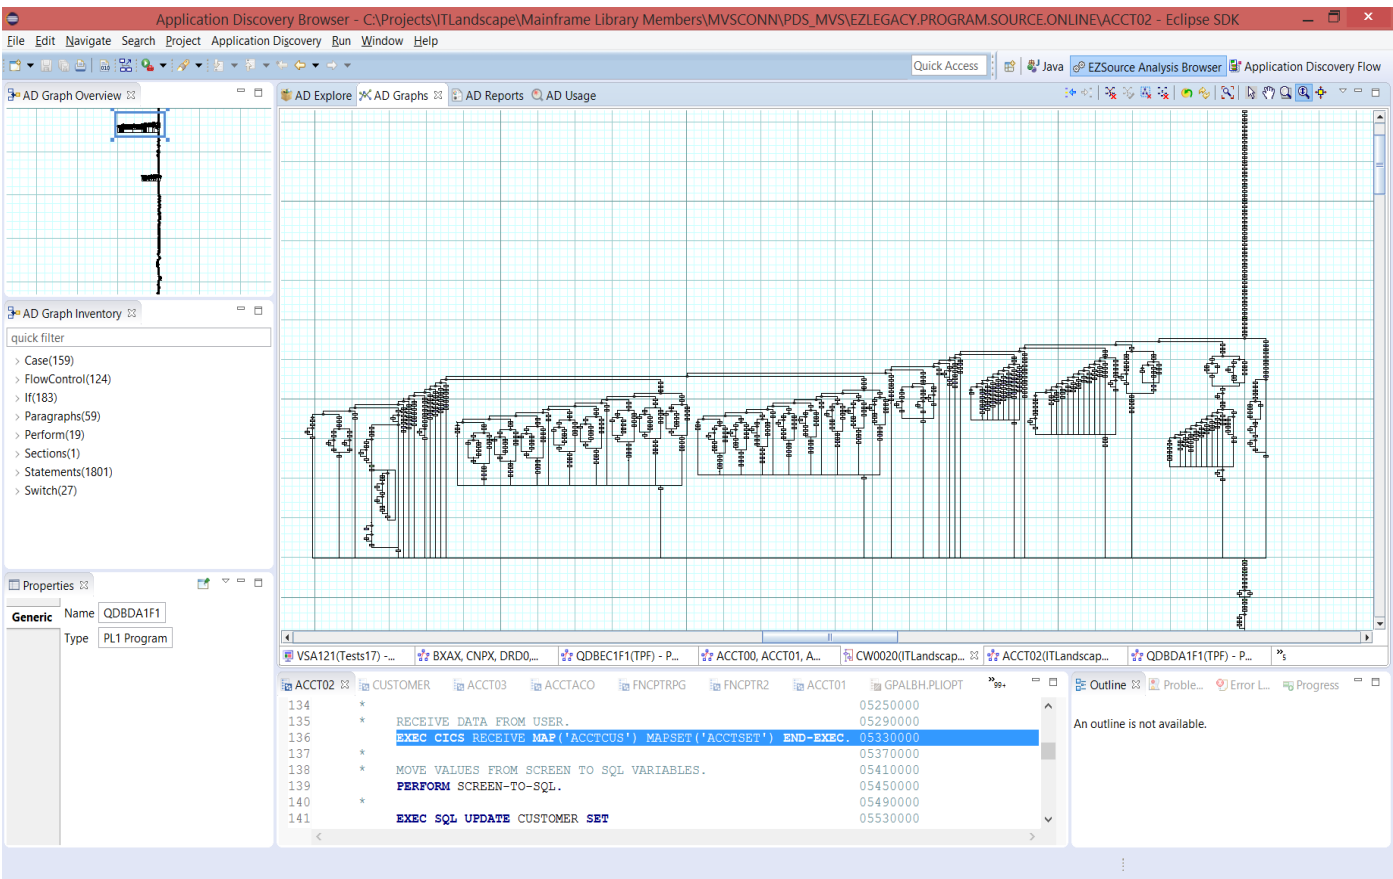 Application Discovery Browser - C:\Projects\ITLandscape\Mainframe Library Members\MVSCONN\PDS_MVS\EZLEGACY.PROGRAM.SOURCE.ONLINE\ACCT02 - Eclipse SDK
File Edit Navigate Search Project Application Discovery Run Window Help
Quick Access Java EZSource Analysis Browser Application Discovery Flow
AD Graph Overview
AD Explore AD Graphs AD Reports AD Usage
AD Graph Inventory
quick filter
Case(159)
FlowControl(124)
If(183)
Paragraphs(59)
Perform(19)
Sections(1)
Statements(1801)
Switch(27)
Properties
Generic
Name QDBDA1F1
Type PL1 Program
VSA121(Tests17) -... BXAX, CNPX, DRD0,... QDBEC1F1(TPF) - P... ACCT00, ACCT01, A... CW0020(ITLandscap... ACCT02(ITLandscap... QDBDA1F1(TPF) - P... »5
ACCT02 CUSTOMER ACCT03 ACCTACO FNCPTRPG FNCPTR2 ACCT01 GPALBH.PLIOPT »99+
134 * 05250000
135 * RECEIVE DATA FROM USER. 05290000
136 EXEC CICS RECEIVE MAP('ACCTCUS') MAPSET('ACCTSET') END-EXEC. 05330000
137 * 05370000
138 * MOVE VALUES FROM SCREEN TO SQL VARIABLES. 05410000
139 PERFORM SCREEN-TO-SQL. 05450000
140 * 05490000
141 EXEC SQL UPDATE CUSTOMER SET 05530000
Outline Proble... Error L... Progress
An outline is not available.